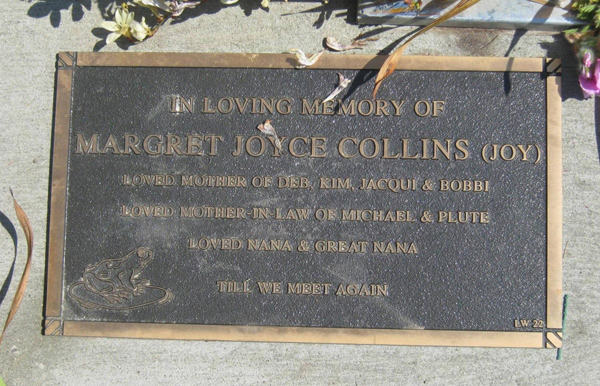 IN LOVING MEMORY OF
MARGRET JOYCE COLLINS (JOY)
LOVED MOTHER OF DEB, KIM, JACQUI & BOBBI
LOVED MOTHER-IN LAW OF MICHAEL & PLUTE
LOVED NANA & GREAT NANA
TILL WE MEET AGAIN
LW 22